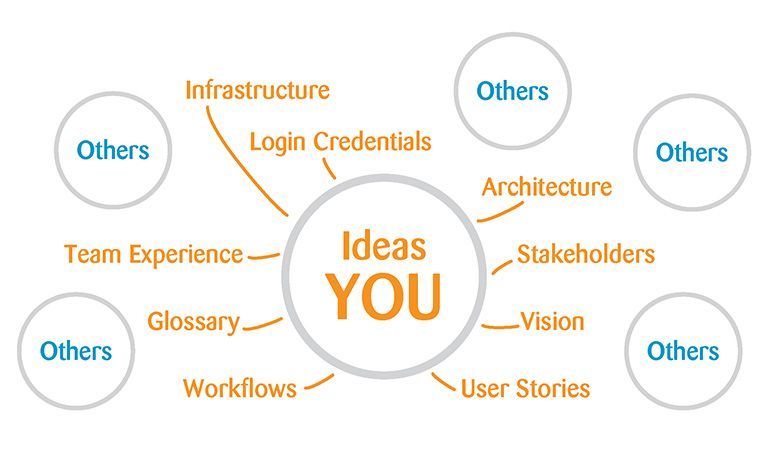 Infrastructure
Others
Others
Login Credentials
Others
Architecture
Ideas
YOU
Team Experience
Stakeholders
Glossary
Vision
Others
Others
Workflows
User Stories